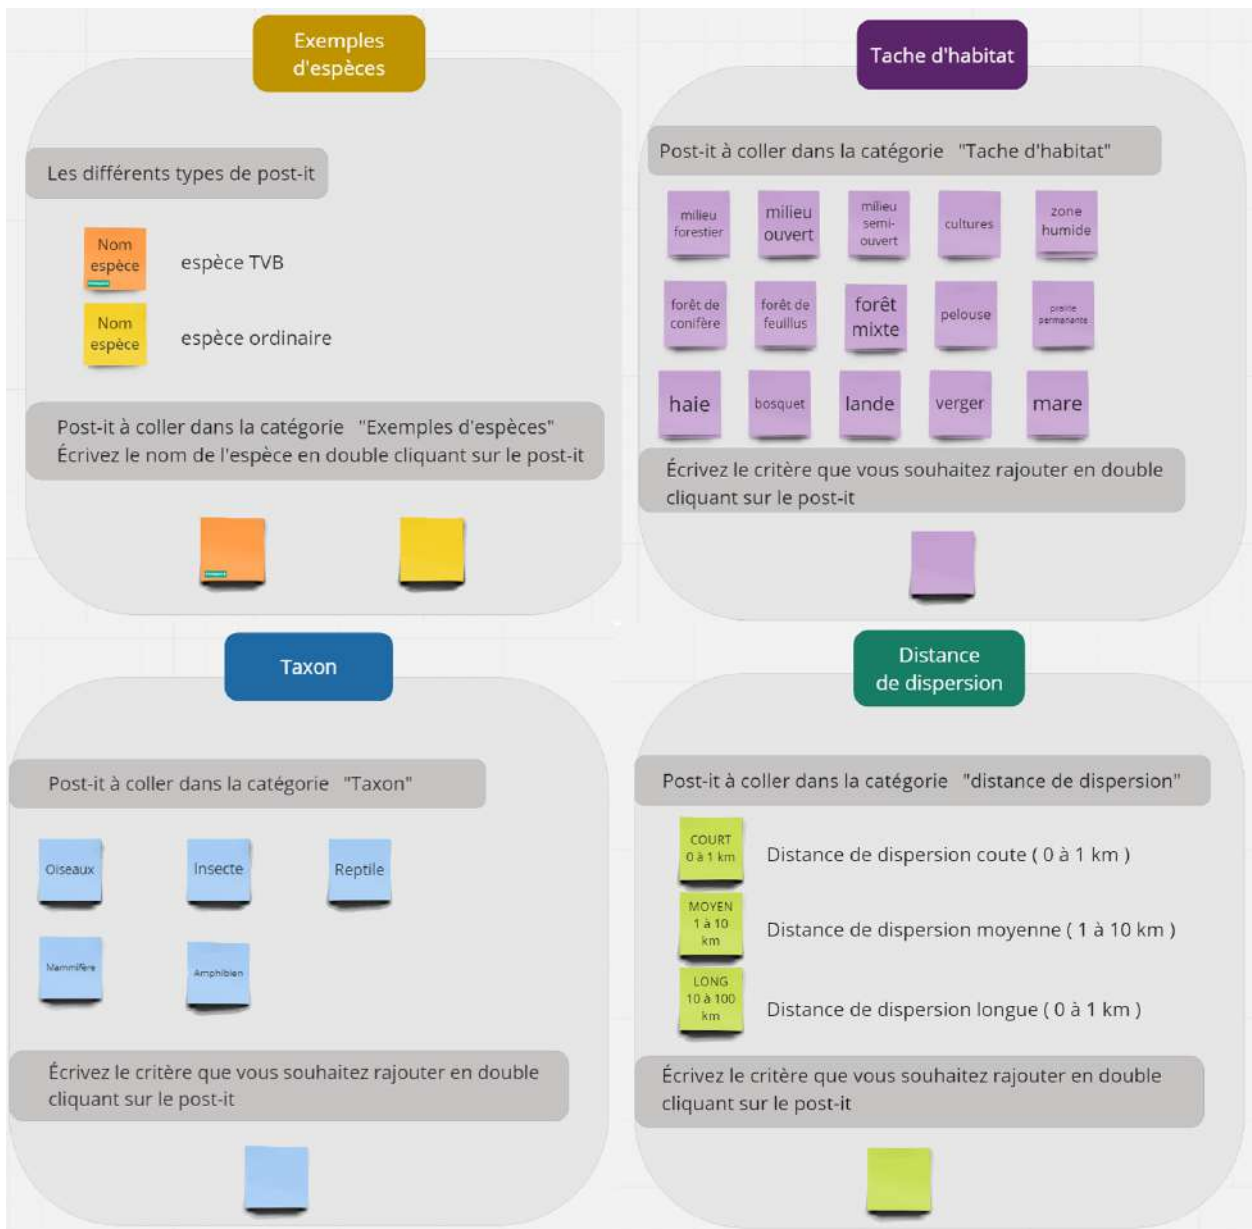 Exemples
d'espèces
Les différents types de post-it
Nom
espèce
espèce TVB
Nom
espèce
espèce ordinaire
Post-it à coller dans la catégorie "Exemples d'espèces"
Écrivez le nom de l'espèce en double cliquant sur le post-it
Tache d'habitat
Post-it à coller dans la catégorie "Tache d'habitat"
milieu
forestier
milieu
ouvert
milieu
semi-
ouvert
cultures
zone
humide
forêt de
conifère
forêt de
feuillus
forêt
mixte
pelouse
prairie
permanante
haie
bosquet
lande
verger
mare
Écrivez le critère que vous souhaitez rajouter en double
cliquant sur le post-it
Taxon
Post-it à coller dans la catégorie "Taxon"
Oiseaux
Insecte
Reptile
Mammifère
Amphibien
Écrivez le critère que vous souhaitez rajouter en double
cliquant sur le post-it
Distance
de dispersion
Post-it à coller dans la catégorie "distance de dispersion"
COURT
0 à 1 km
Distance de dispersion coute ( 0 à 1 km )
MOYEN
1 à 10
km
Distance de dispersion moyenne ( 1 à 10 km )
LONG
10 à 100
km
Distance de dispersion longue ( 0 à 1 km )
Écrivez le critère que vous souhaitez rajouter en double
cliquant sur le post-it